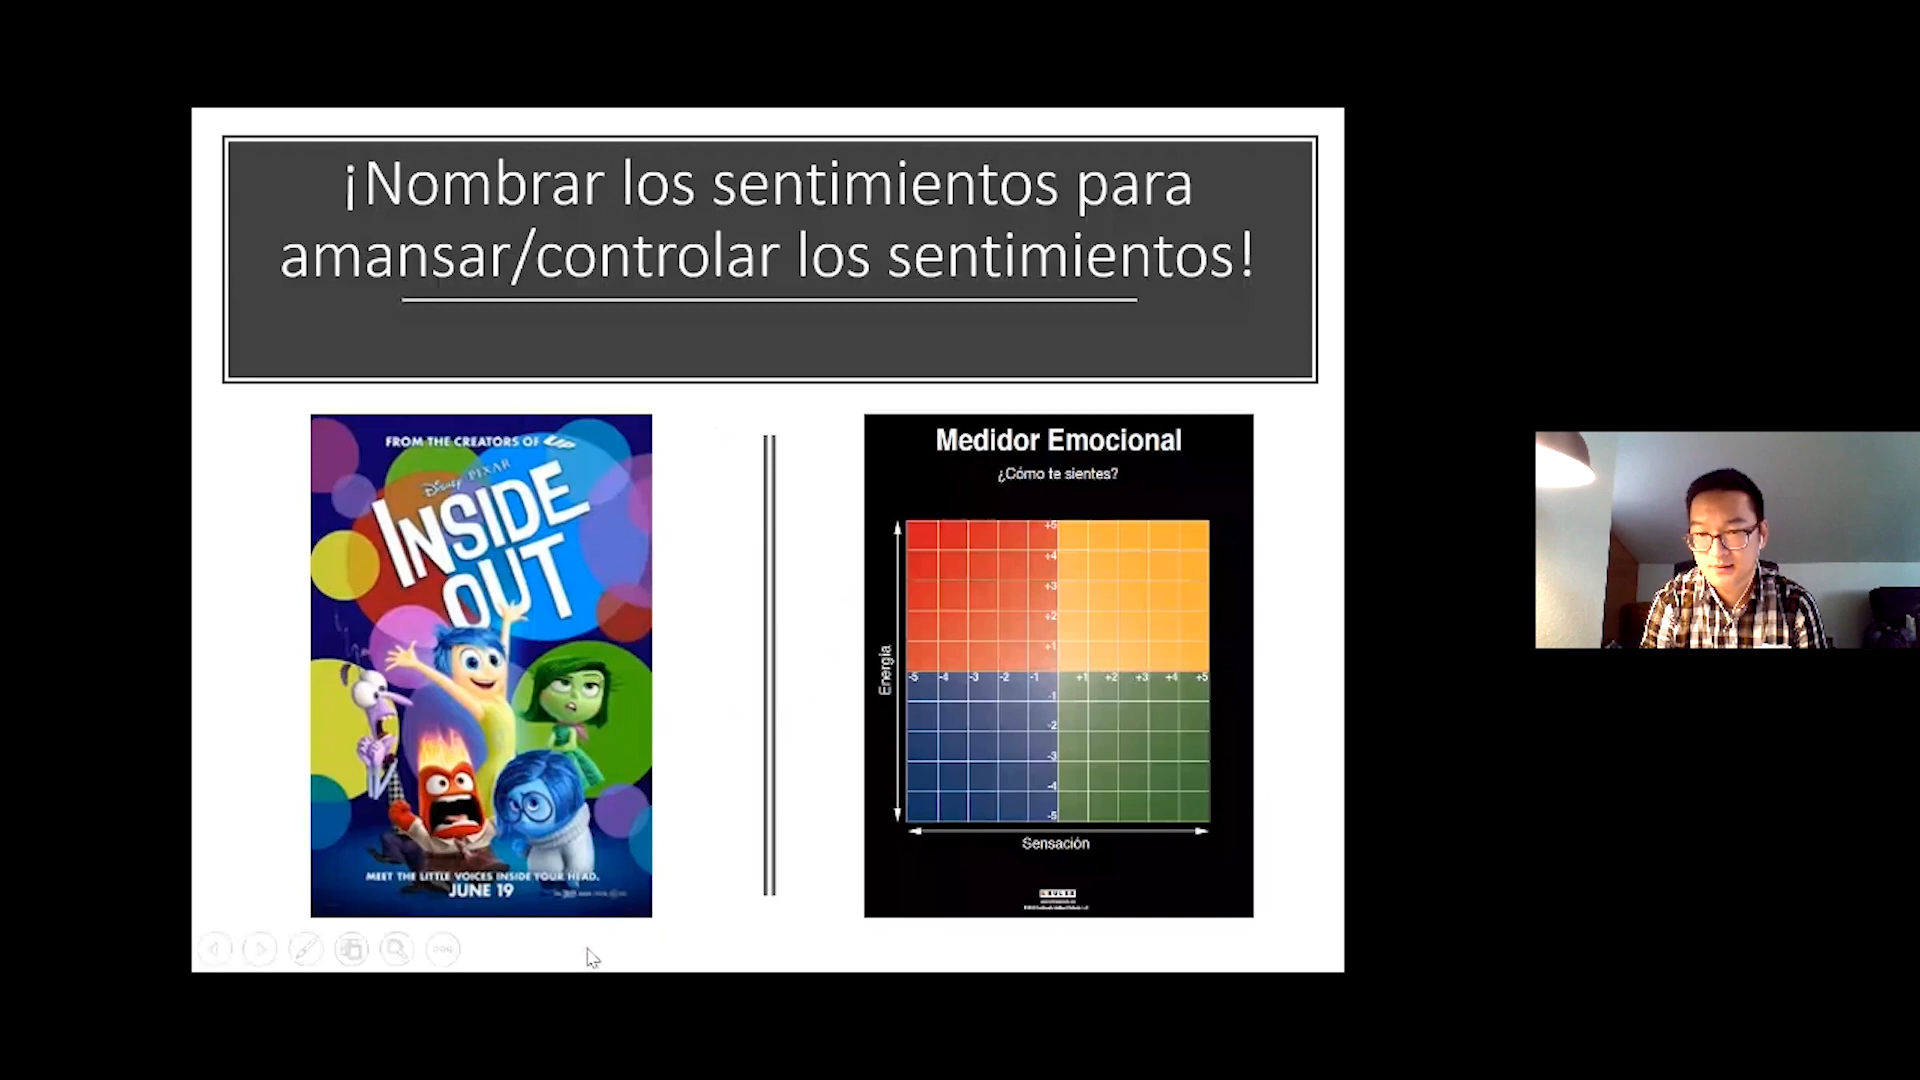 ¡Nombrar los sentimientos para
amansar/controlar los sentimientos!
FROM THE CREATORS OF UP
Disney PIXAR
INSIDE
OUT
MEET THE LITTLE VOICES INSIDE YOUR HEAD.
JUNE 19
Medidor Emocional
¿Cómo te sientes?
+5
+4
+3
+2
+1
-5 -4 -3 -2 -1 +1 +2 +3 +4 +5
-1
-2
-3
-4
-5
Energía
Sensación
RULER